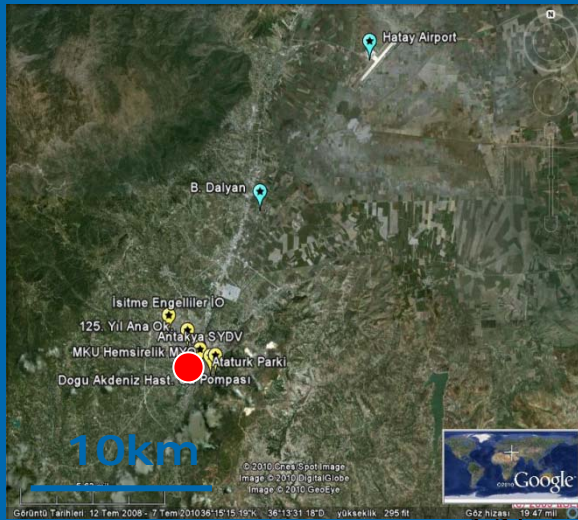 Hatay Airport
B. Dalyan
İsitme Engelliler İO
125. Yıl Ana Ok.
Antakya SYDV
MKU Hemsirelik MYO
Ataturk Parki
Dogu Akdeniz Hast.
Pompası
10km
© 2010 Cnes/Spot Image
Image © 2010 DigitalGlobe
Image © 2010 GeoEye
©2010 Google
Görüntü Tarihleri: 12 Tem 2008 - 7 Tem 2010 36°15'15.19"K 36°13'31.18"D yükseklik 295 fit Göz hizası 19.47 mil